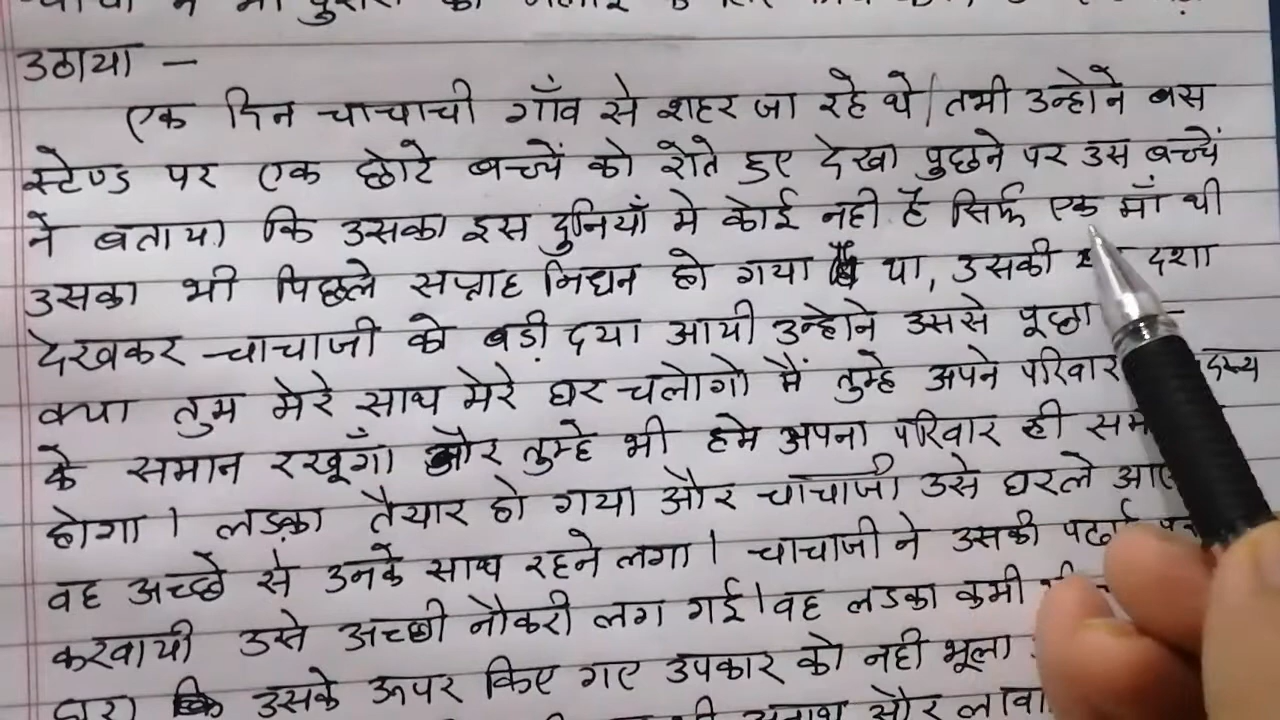 उठाया -
एक दिन चाचाची गाँव से शहर जा रहे थे। तभी उन्होने बस
स्टेण्ड पर एक छोटे बच्चें को रोते हुए देखा पुछने पर उस बच्चें
ने बताया कि उसका इस दुनियाँ मे कोई नही है सिर्फ एक माँ थी
उसका भी पिछले सप्ताह निधन हो गया था, उसकी दशा
देखकर चाचाजी को बड़ी दया आयी उन्होने उससे पूछा
क्या तुम मेरे साथ मेरे घर चलोगो मैं तुम्हे अपने परिवार
के समान रखूँगा और तुम्हे भी हमे अपना परिवार ही
होगा। लड़का तैयार हो गया और चाचाजी उसे घरले
वह अच्छे से उनके साथ रहने लगा। चाचाजी ने उसकी
करवायी उसे अच्छी नौकरी लग गई। वह लडका कभी
द्वारा कि उसके ऊपर किए गए उपकार को नही भूला
और